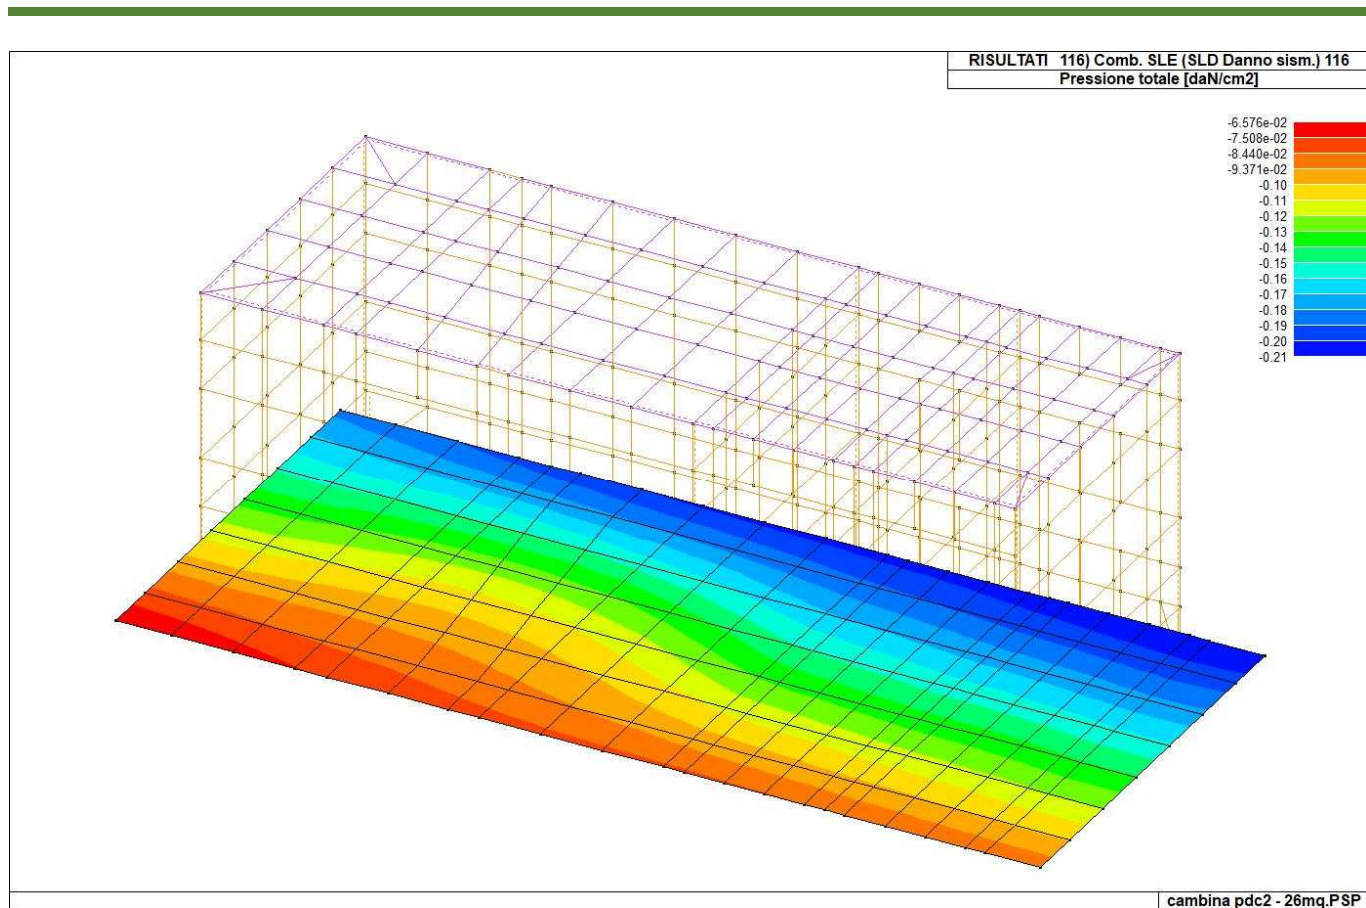 RISULTATI 116) Comb. SLE (SLD Danno sism.) 116
Pressione totale [daN/cm2]
-6.576e-02
-7.508e-02
-8.440e-02
-9.371e-02
-0.10
-0.11
-0.12
-0.13
-0.14
-0.15
-0.16
-0.17
-0.18
-0.19
-0.20
-0.21
cambina pdc2 - 26mq.PSP